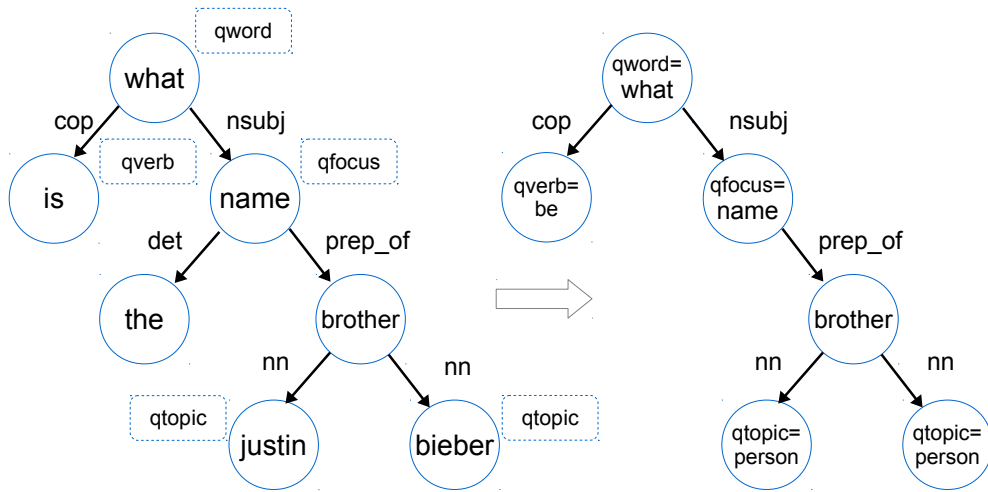 qword
what
cop
nsubj
qverb
qfocus
is
name
det
prep_of
the
brother
nn
nn
qtopic
qtopic
justin
bieber
qword=
what
cop
nsubj
qverb=
be
qfocus=
name
prep_of
brother
nn
nn
qtopic=
person
qtopic=
person